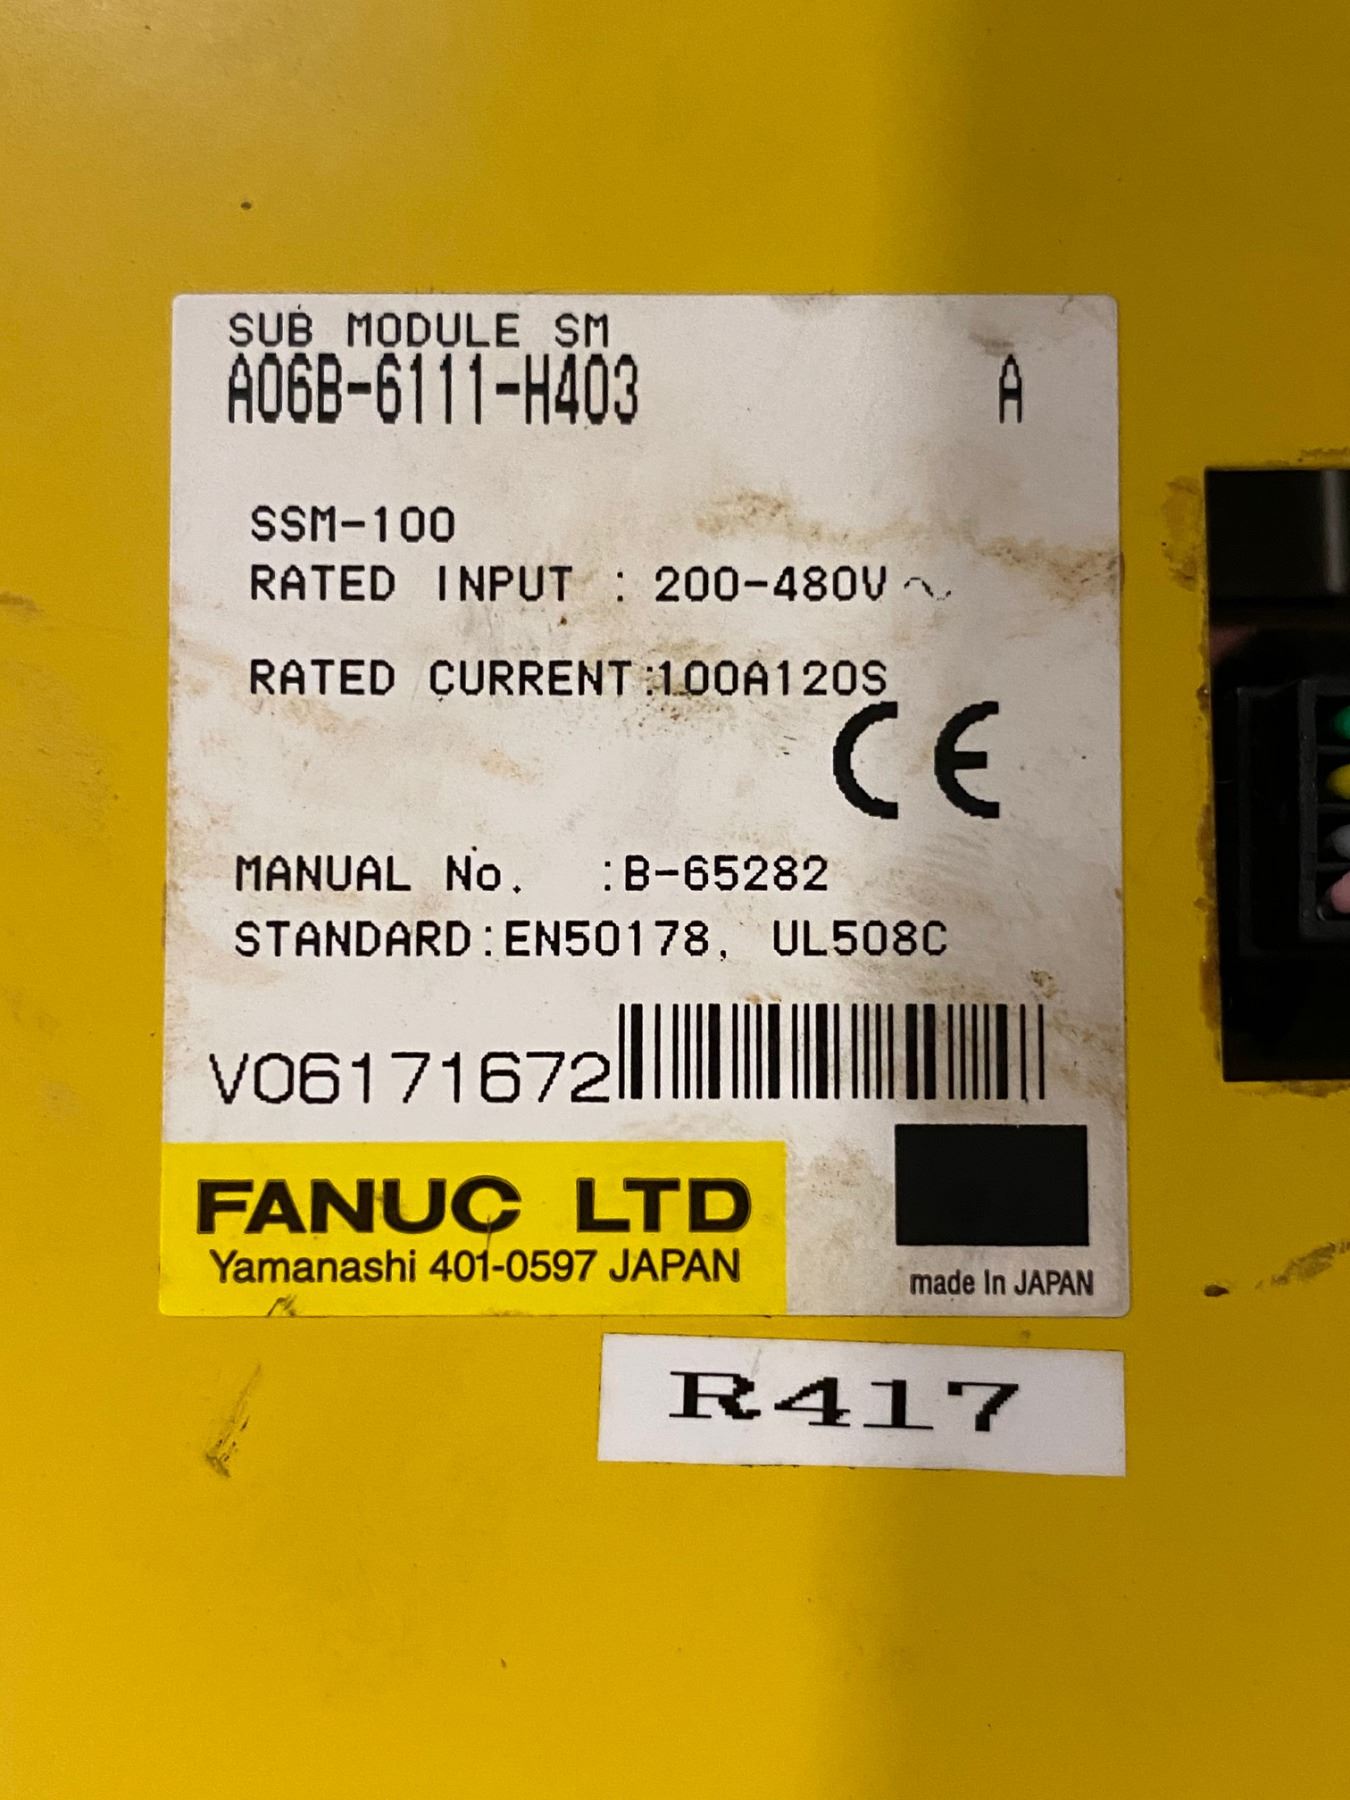 SUB MODULE SM
A06B-6111-H403 A
SSM-100
RATED INPUT : 200-480V～
RATED CURRENT:100A120S
CE
MANUAL No. :B-65282
STANDARD:EN50178, UL508C
V06171672
FANUC LTD
Yamanashi 401-0597 JAPAN
made In JAPAN
R417